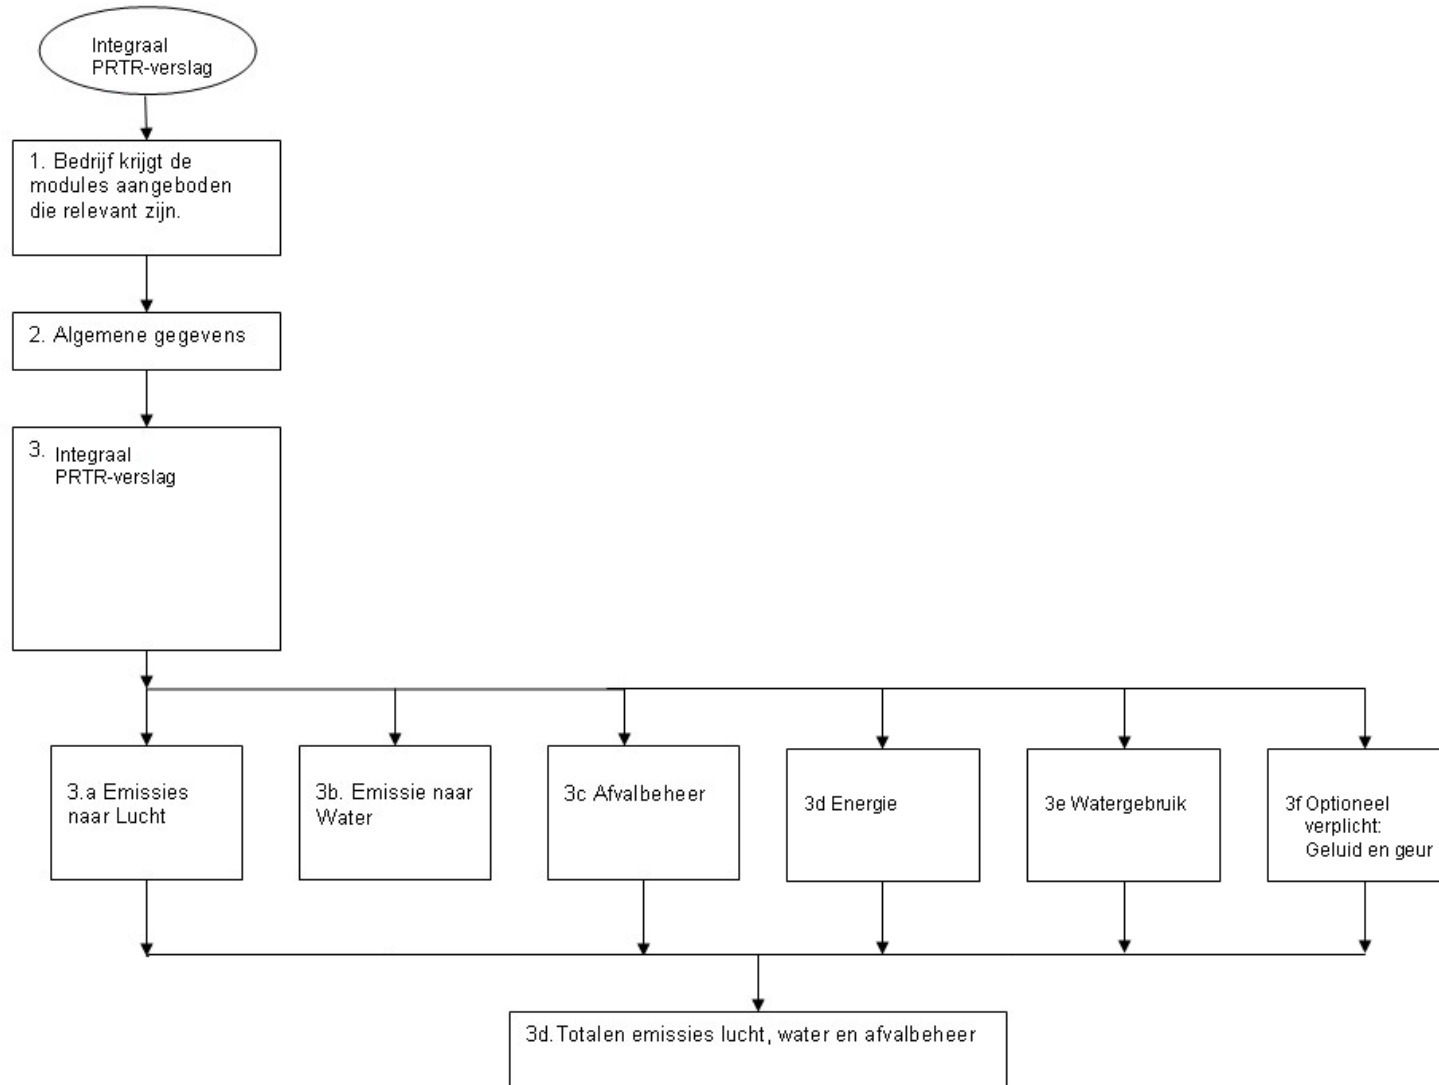 Integraal
PRTR-verslag
1. Bedrijf krijgt de
modules aangeboden
die relevant zijn.
2. Algemene gegevens
3. Integraal
PRTR-verslag
3.a Emissies
naar Lucht
3b. Emissie naar
Water
3c Afvalbeheer
3d Energie
3e Watergebruik
3f Optioneel
verplicht:
Geluid en geur
3d. Totalen emissies lucht, water en afvalbeheer